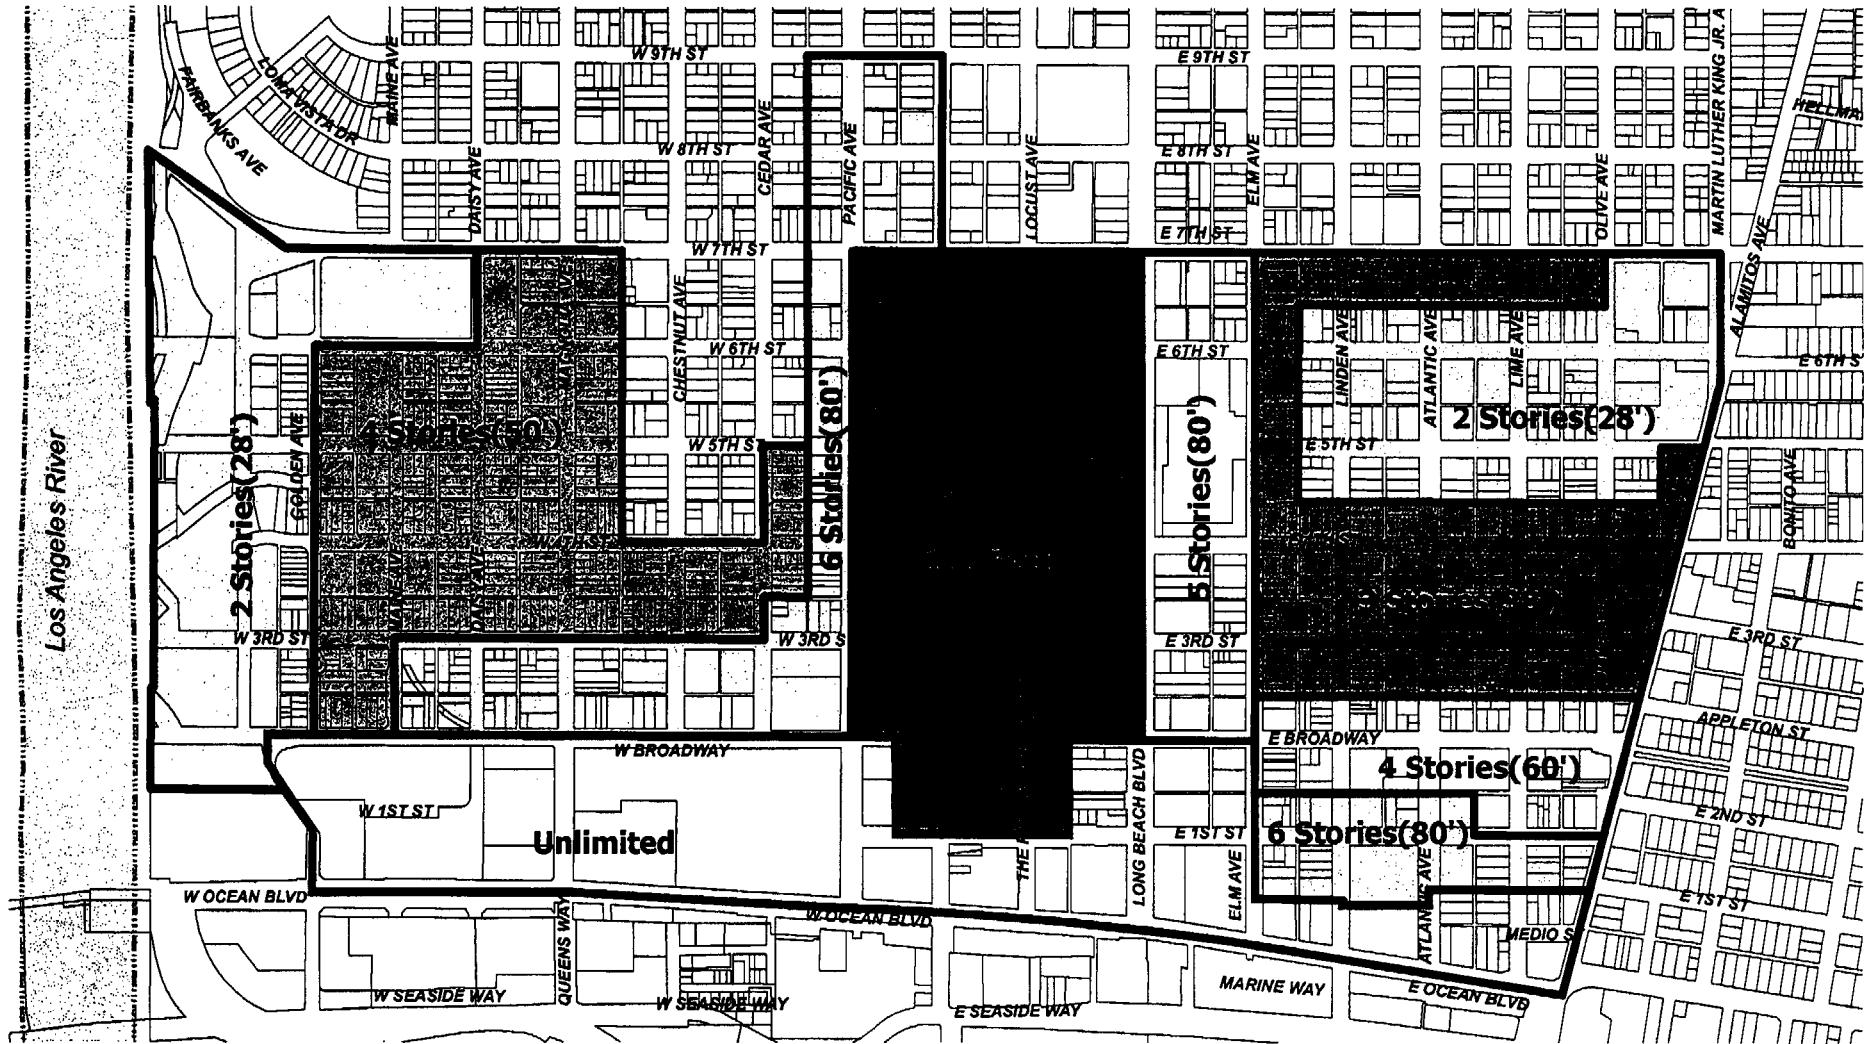 W 9TH ST
E 9TH ST
MAINE AVE
LOMA VISTA DR
FAIRBANKS AVE
MARTIN LUTHER KING JR. A
W 8TH ST
E 8TH ST
DAISY AVE
CEDAR AVE
PACIFIC AVE
LOCUST AVE
ELM AVE
OLIVE AVE
W 7TH ST
E 7TH ST
ALAMITOS AVE
CHESTNUT AVE
W 6TH ST
E 6TH ST
LINDEN AVE
ATLANTIC AVE
LIME AVE
E 6TH S
Los Angeles River
2 Stories(28')
GOLDEN AVE
W 5TH ST
6 Stories(80')
5 Stories(80')
E 5TH ST
2 Stories(28')
BONITO AVE
DAISY AVE
W 3RD ST
W 3RD S
E 3RD ST
E 3RD ST
W BROADWAY
E BROADWAY
APPLETON ST
4 Stories(60')
W 1ST ST
Unlimited
LONG BEACH BLVD
E 1ST ST
6 Stories(80')
E 2ND ST
ELM AVE
ATLANTIC AVE
W OCEAN BLVD
W OCEAN BLVD
E 1ST ST
MEDIO S
QUEENS WAY
W SEASIDE WAY
W SEASIDE WAY
E SEASIDE WAY
MARINE WAY
E OCEAN BLVD